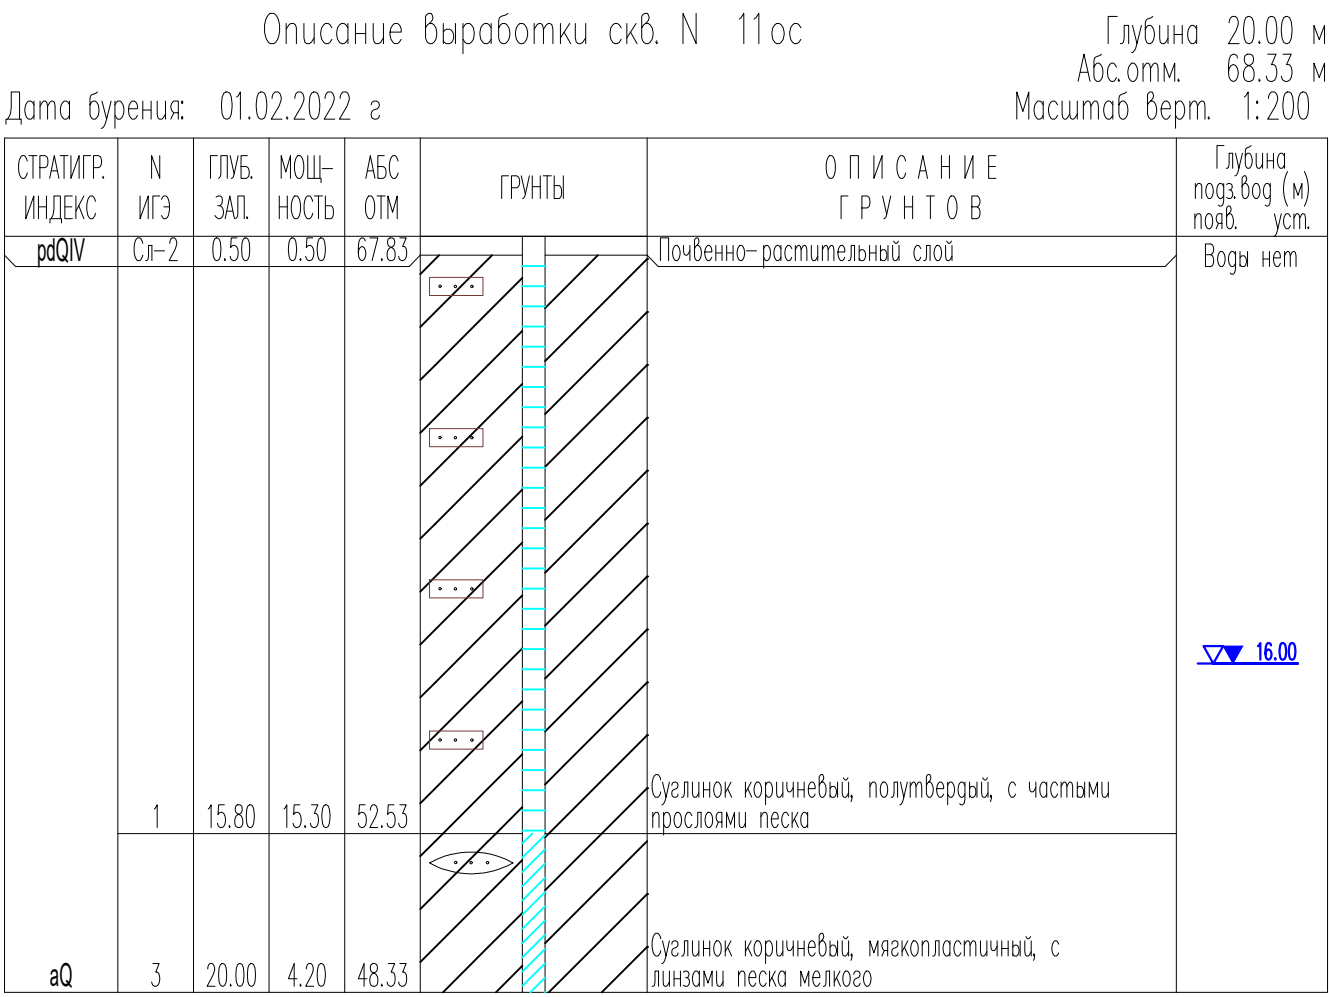 Описание выработки скв. N 11ос
Глубина 20.00 м
Абс.отм. 68.33 м
Дата бурения: 01.02.2022 г
Масштаб верт. 1:200
СТРАТИГР. ИНДЕКС
N ИГЭ
ГЛУБ. ЗАЛ.
МОЩ-НОСТЬ
АБС ОТМ
ГРУНТЫ
ОПИСАНИЕ ГРУНТОВ
Глубина
подз.вод (м)
появ. уст.
pdQIV Сл-2 0.50 0.50 67.83 Почвенно-растительный слой
Воды нет
16.00
Суглинок коричневый, полутвердый, с частыми
1 15.80 15.30 52.53 прослоями песка
Суглинок коричневый, мягкопластичный, с
aQ 3 20.00 4.20 48.33 линзами песка мелкого